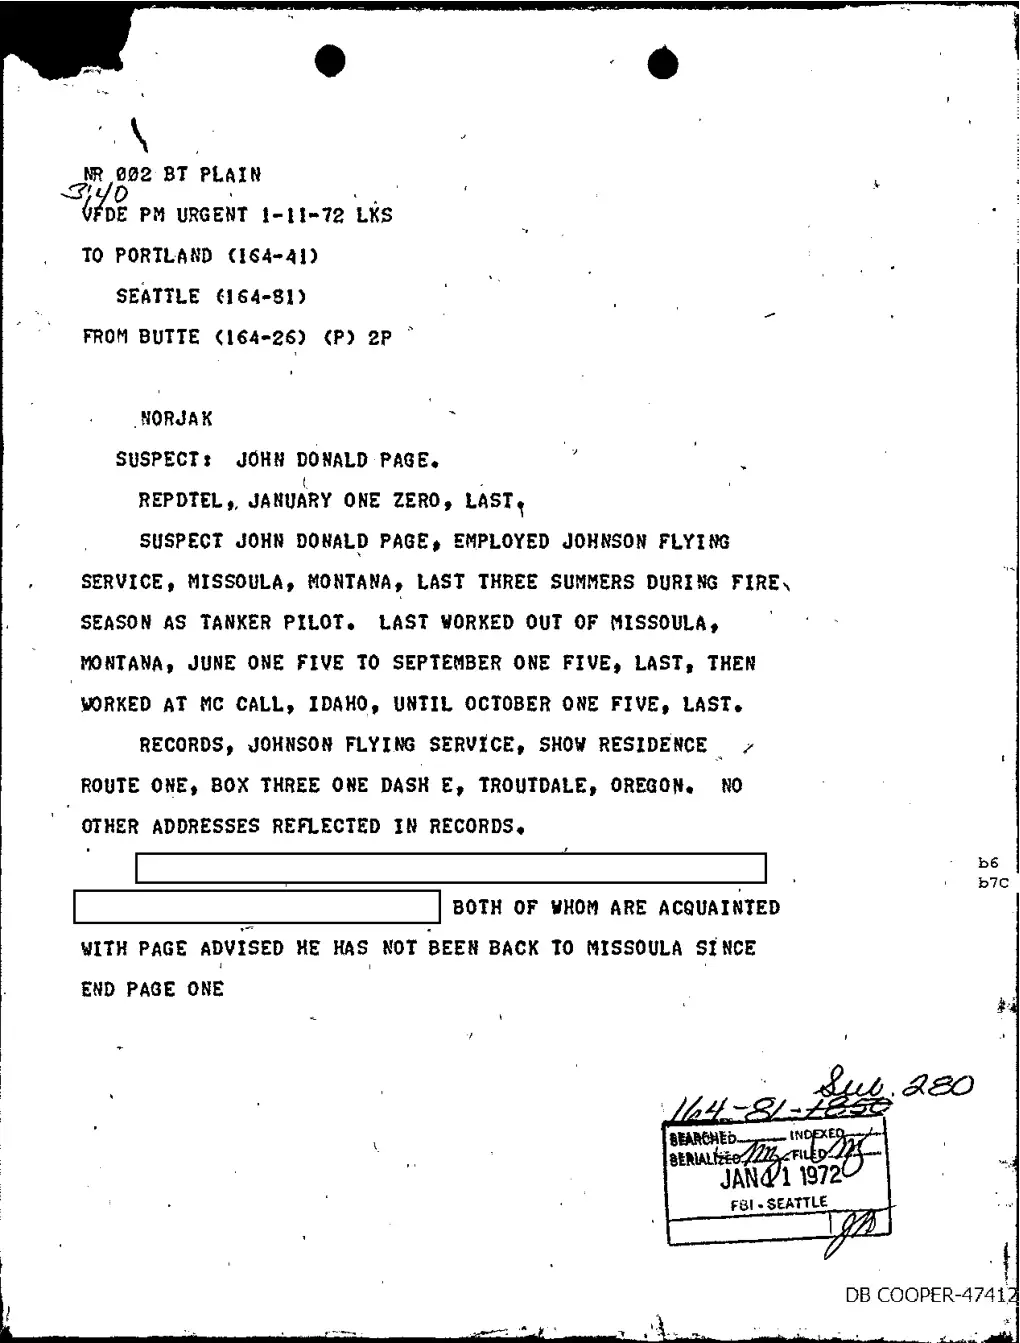 NR 002 BT PLAIN
3:40
VFDE PM URGENT 1-11-72 LKS
TO PORTLAND (164-41)
SEATTLE (164-81)
FROM BUTTE (164-26) (P) 2P
NORJAK
SUSPECT: JOHN DONALD PAGE.
REPDTEL, JANUARY ONE ZERO, LAST,
SUSPECT JOHN DONALD PAGE, EMPLOYED JOHNSON FLYING
SERVICE, MISSOULA, MONTANA, LAST THREE SUMMERS DURING FIRE
SEASON AS TANKER PILOT. LAST WORKED OUT OF MISSOULA,
MONTANA, JUNE ONE FIVE TO SEPTEMBER ONE FIVE, LAST, THEN
WORKED AT MC CALL, IDAHO, UNTIL OCTOBER ONE FIVE, LAST.
RECORDS, JOHNSON FLYING SERVICE, SHOW RESIDENCE
ROUTE ONE, BOX THREE ONE DASH E, TROUTDALE, OREGON. NO
OTHER ADDRESSES REFLECTED IN RECORDS.
b6
b7C
BOTH OF WHOM ARE ACQUAINTED
WITH PAGE ADVISED HE HAS NOT BEEN BACK TO MISSOULA SINCE
END PAGE ONE
Sub. 280
164-81-1850
SEARCHED INDEXED
SERIALIZED FILED
JAN 11 1972
FBI - SEATTLE
DB COOPER-47412